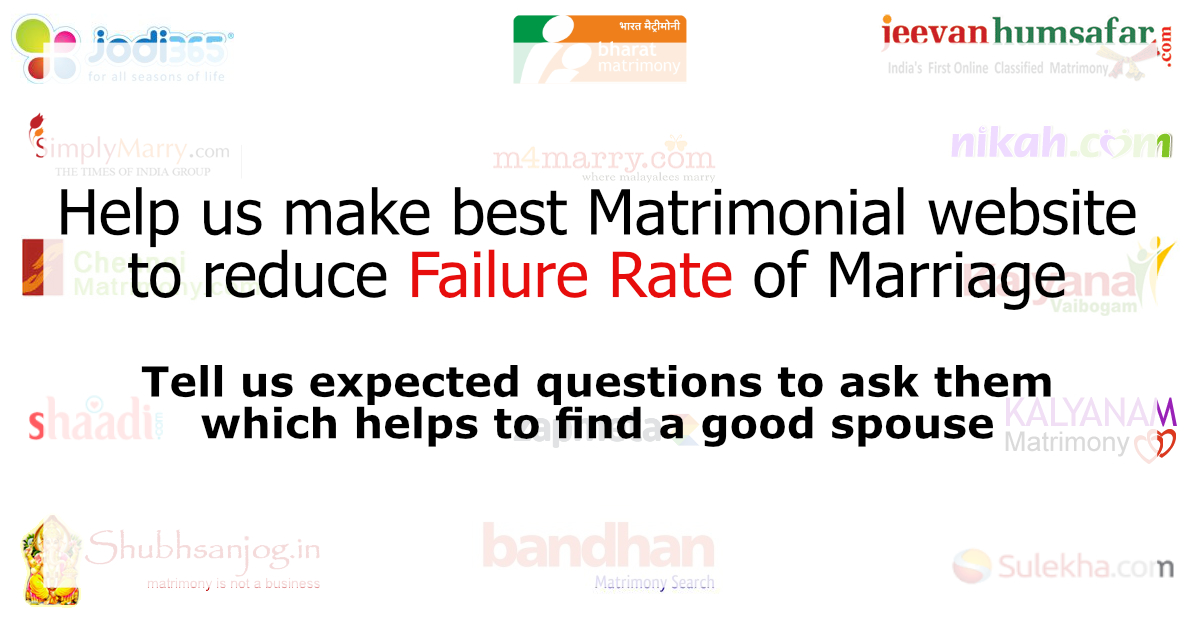 jodi365®
for all seasons of life
भारत मैट्रीमोनी
bharat
matrimony
jeevanhumsafar.com
India's First Online Classified Matrimony
SimplyMarry.com
THE TIMES OF INDIA GROUP
m4marry.com
where malayalees marry
nikah.com
Help us make best Matrimonial website
to reduce Failure Rate of Marriage
Chennai
Matrimony.com
Kalyana
Vaibogam
Tell us expected questions to ask them
which helps to find a good spouse
shaadi.com
KALYANAM
Matrimony
Shubhsanjog.in
matrimony is not a business
bandhan
Matrimony Search
Sulekha.com